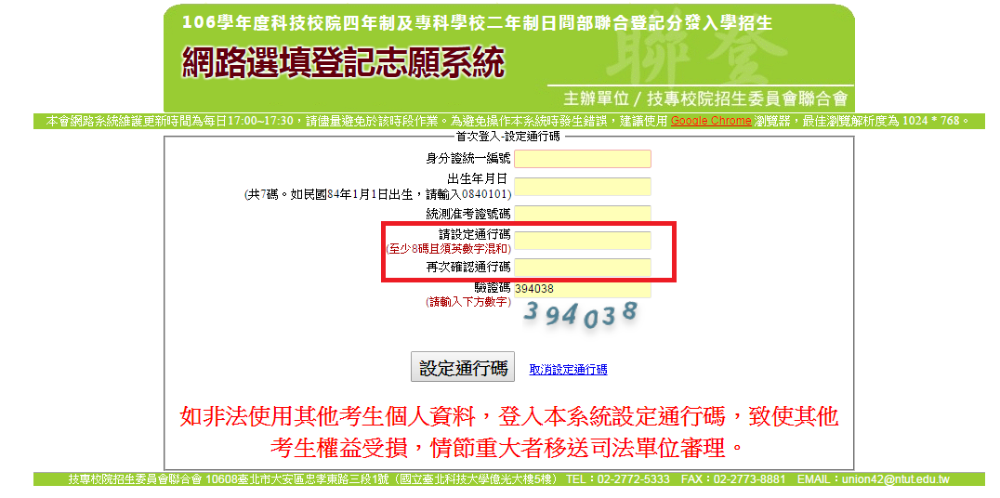 106學年度科技校院四年制及專科學校二年制日間部聯合登記分發入學招生
聯登
網路選填登記志願系統
主辦單位 / 技專校院招生委員會聯合會
本會網路系統維護更新時間為每日17:00~17:30，請儘量避免於該時段作業。為避免操作本系統時發生錯誤，建議使用 Google Chrome 瀏覽器，最佳瀏覽解析度為 1024 * 768。
首次登入-設定通行碼
身分證統一編號
出生年月日
(共7碼。如民國84年1月1日出生，請輸入0840101)
統測准考證號碼
請設定通行碼
(至少8碼且須英數字混和)
再次確認通行碼
驗證碼 394038
(請輸入下方數字)
394038
設定通行碼 取消設定通行碼
如非法使用其他考生個人資料，登入本系統設定通行碼，致使其他
考生權益受損，情節重大者移送司法單位審理。
技專校院招生委員會聯合會 10608臺北市大安區忠孝東路三段1號（國立臺北科技大學億光大樓5樓） TEL：02-2772-5333 FAX：02-2773-8881 EMAIL：union42@ntut.edu.tw